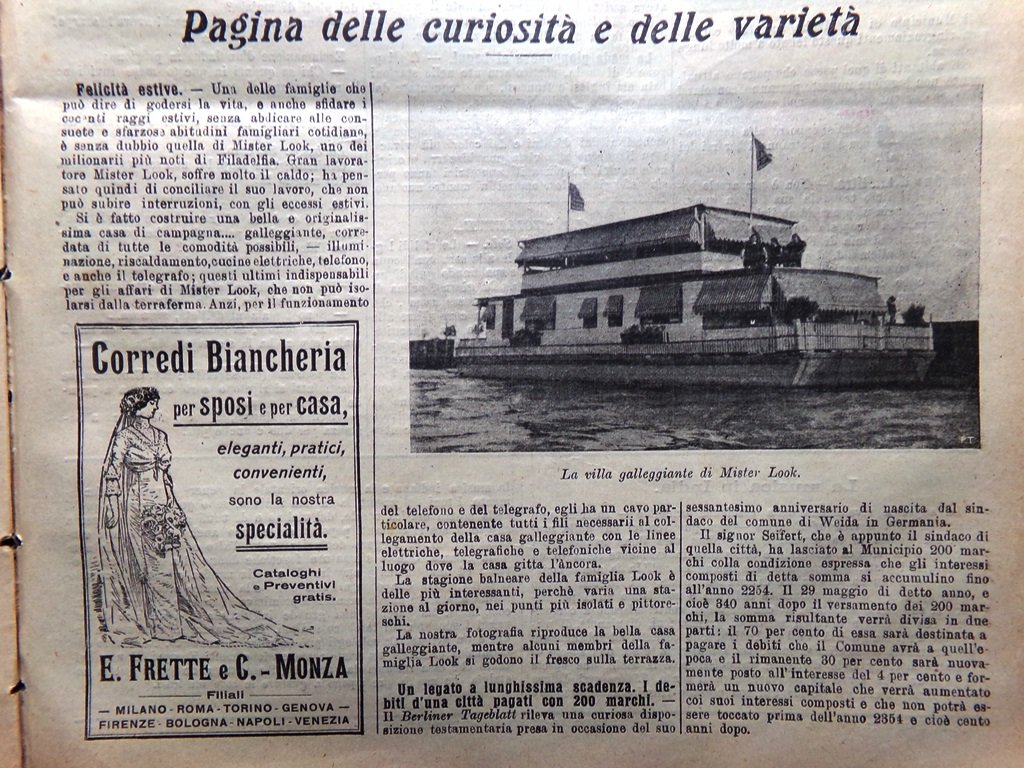 Pagina delle curiosità e delle varietà
Felicità estive. — Una delle famiglie che
può dire di godersi la vita, e anche sfidare i
cocenti raggi estivi, senza abdicare alle con-
suete e sfarzose abitudini famigliari cotidiane,
è senza dubbio quella di Mister Look, uno dei
milionarii più noti di Filadelfia. Gran lavora-
tore Mister Look, soffre molto il caldo; ha pen-
sato quindi di conciliare il suo lavoro, che non
può subire interruzioni, con gli eccessi estivi.
Si è fatto costruire una bella e originalis-
sima casa di campagna.... galleggiante, corre-
data di tutte le comodità possibili, — illumi-
nazione, riscaldamento, cucine elettriche, telefono,
e anche il telegrafo; questi ultimi indispensabili
per gli affari di Mister Look, che non può iso-
larsi dalla terraferma. Anzi, per il funzionamento
Corredi Biancheria
per sposi e per casa,
eleganti, pratici,
convenienti,
sono la nostra
specialità.
Cataloghi
e Preventivi
gratis.
E. FRETTE e C. - MONZA
Filiali
— MILANO - ROMA - TORINO - GENOVA —
FIRENZE - BOLOGNA - NAPOLI - VENEZIA
La villa galleggiante di Mister Look.
del telefono e del telegrafo, egli ha un cavo par-
ticolare, contenente tutti i fili necessarii al col-
legamento della casa galleggiante con le linee
elettriche, telegrafiche e telefoniche vicine al
luogo dove la casa gitta l'àncora.
La stagione balneare della famiglia Look è
delle più interessanti, perchè varia una sta-
zione al giorno, nei punti più isolati e pittore-
schi.
La nostra fotografia riproduce la bella casa
galleggiante, mentre alcuni membri della fa-
miglia Look si godono il fresco sulla terrazza.
Un legato a lunghissima scadenza. I de-
biti d'una città pagati con 200 marchi. —
Il Berliner Tageblatt rileva una curiosa dispo-
sizione testamentaria presa in occasione del suo
sessantesimo anniversario di nascita dal sin-
daco del comune di Weida in Germania.
Il signor Seifert, che è appunto il sindaco di
quella città, ha lasciato al Municipio 200 mar-
chi colla condizione espressa che gli interessi
composti di detta somma si accumulino fino
all'anno 2254. Il 29 maggio di detto anno, e
cioè 340 anni dopo il versamento dei 200 mar-
chi, la somma risultante verrà divisa in due
parti: il 70 per cento di essa sarà destinata a
pagare i debiti che il Comune avrà a quell'e-
poca e il rimanente 30 per cento sarà nuova-
mente posto all'interesse del 4 per cento e for-
merà un nuovo capitale che verrà aumentato
coi suoi interessi composti e che non potrà es-
sere toccato prima dell'anno 2354 e cioè cento
anni dopo.